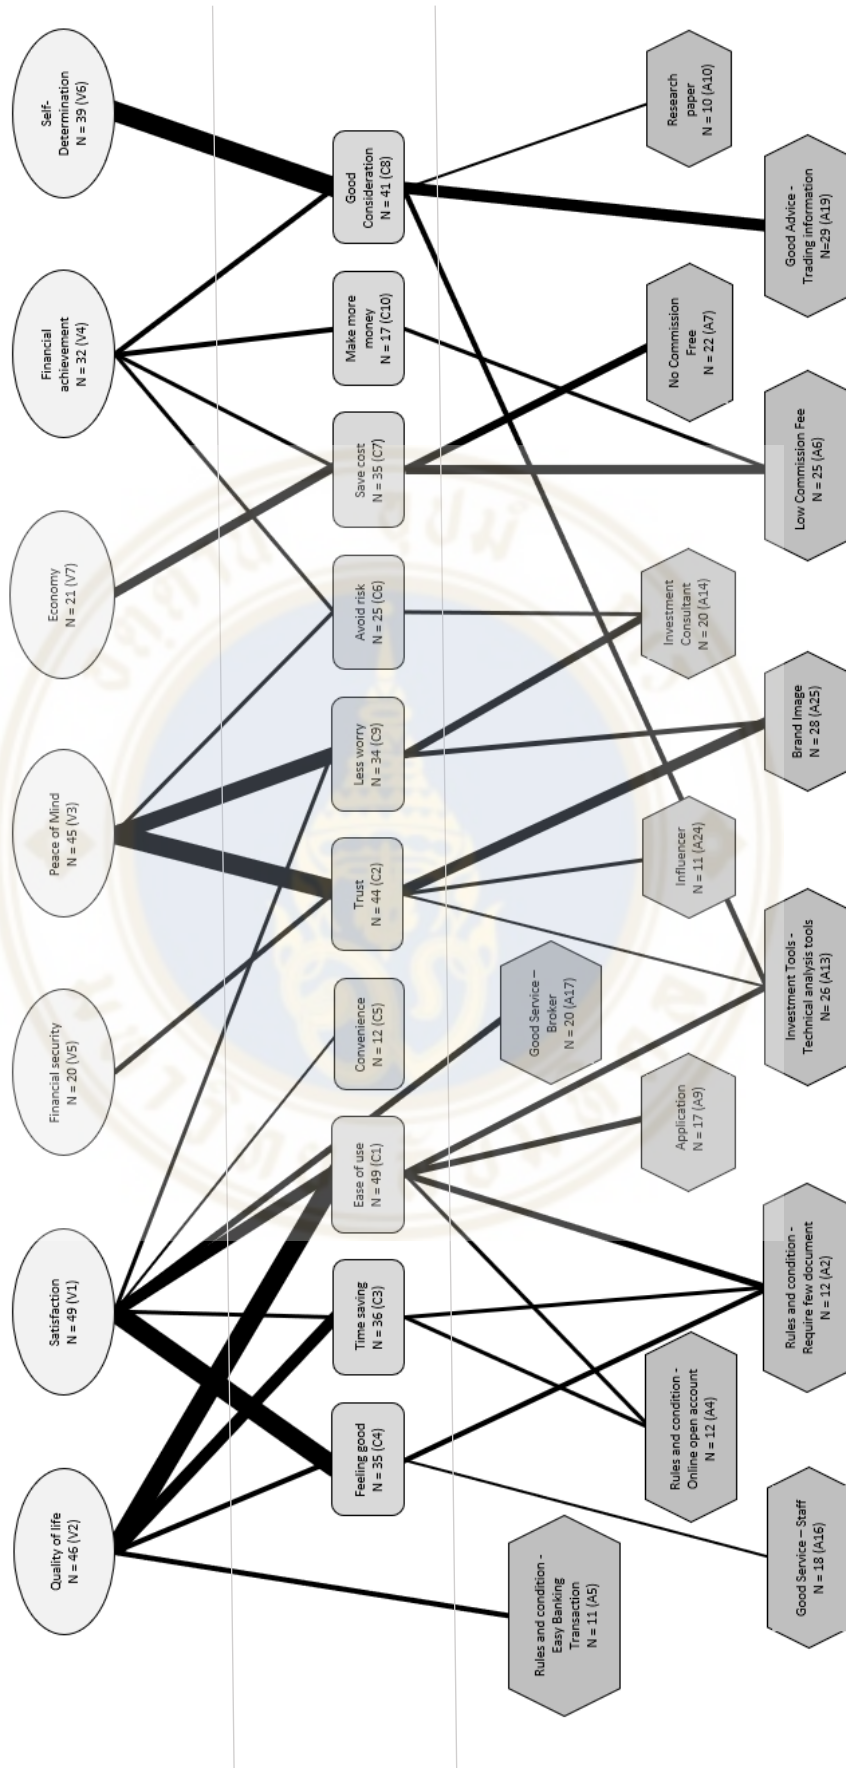 Quality of life
N = 46 (V2)
Satisfaction
N = 49 (V1)
Financial security
N = 20 (V5)
Peace of Mind
N = 45 (V3)
Economy
N = 21 (V7)
Financial
achievement
N = 32 (V4)
Self-
Determination
N = 39 (V6)
Feeling good
N = 35 (C4)
Time saving
N = 36 (C3)
Ease of use
N = 49 (C1)
Convenience
N = 12 (C5)
Trust
N = 44 (C2)
Less worry
N = 34 (C9)
Avoid risk
N = 25 (C6)
Save cost
N = 35 (C7)
Make more
money
N = 17 (C10)
Good
Consideration
N = 41 (C8)
Rules and condition -
Easy Banking
Transaction
N = 11 (A5)
Good Service –
Broker
N = 20 (A17)
Rules and condition -
Online open account
N = 12 (A4)
Application
N = 17 (A9)
Influencer
N = 11 (A24)
Investment
Consultant
N = 20 (A14)
No Commission
Free
N = 22 (A7)
Research
paper
N = 10 (A10)
Good Service – Staff
N = 18 (A16)
Rules and condition -
Require few document
N = 12 (A2)
Investment Tools -
Technical analysis tools
N= 26 (A13)
Brand Image
N = 28 (A25)
Low Commission Fee
N = 25 (A6)
Good Advice -
Trading information
N=29 (A19)